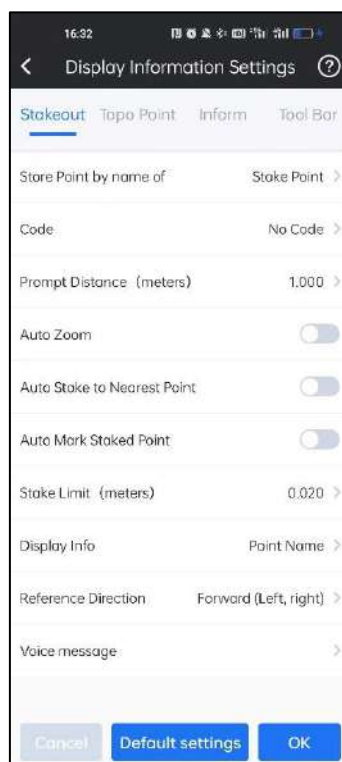 16:32
Display Information Settings ?
Stakeout Topo Point Inform Tool Bar
Store Point by name of Stake Point
Code No Code
Prompt Distance (meters) 1.000
Auto Zoom
Auto Stake to Nearest Point
Auto Mark Staked Point
Stake Limit (meters) 0.020
Display Info Point Name
Reference Direction Forward (Left, right)
Voice message
Cancel Default settings OK